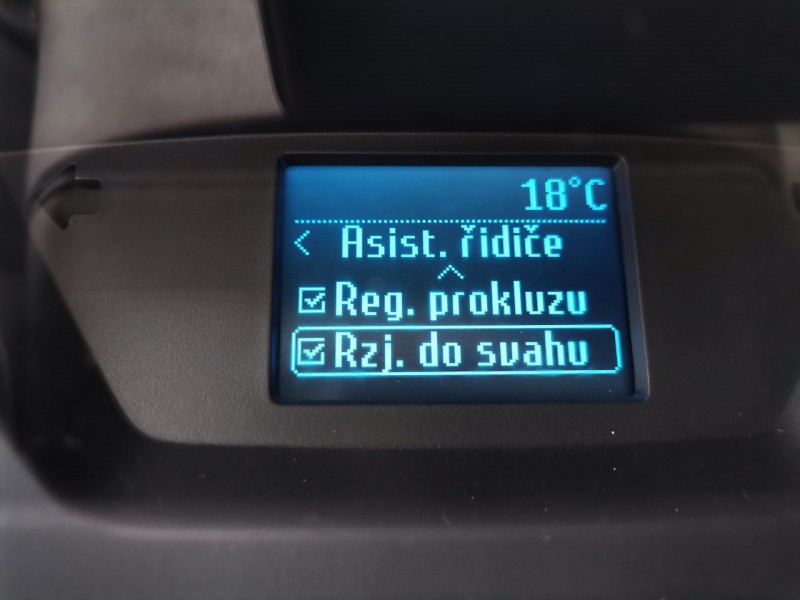 18°C
< Asist. řidiče
Reg. prokluzu
Rzj. do svahu